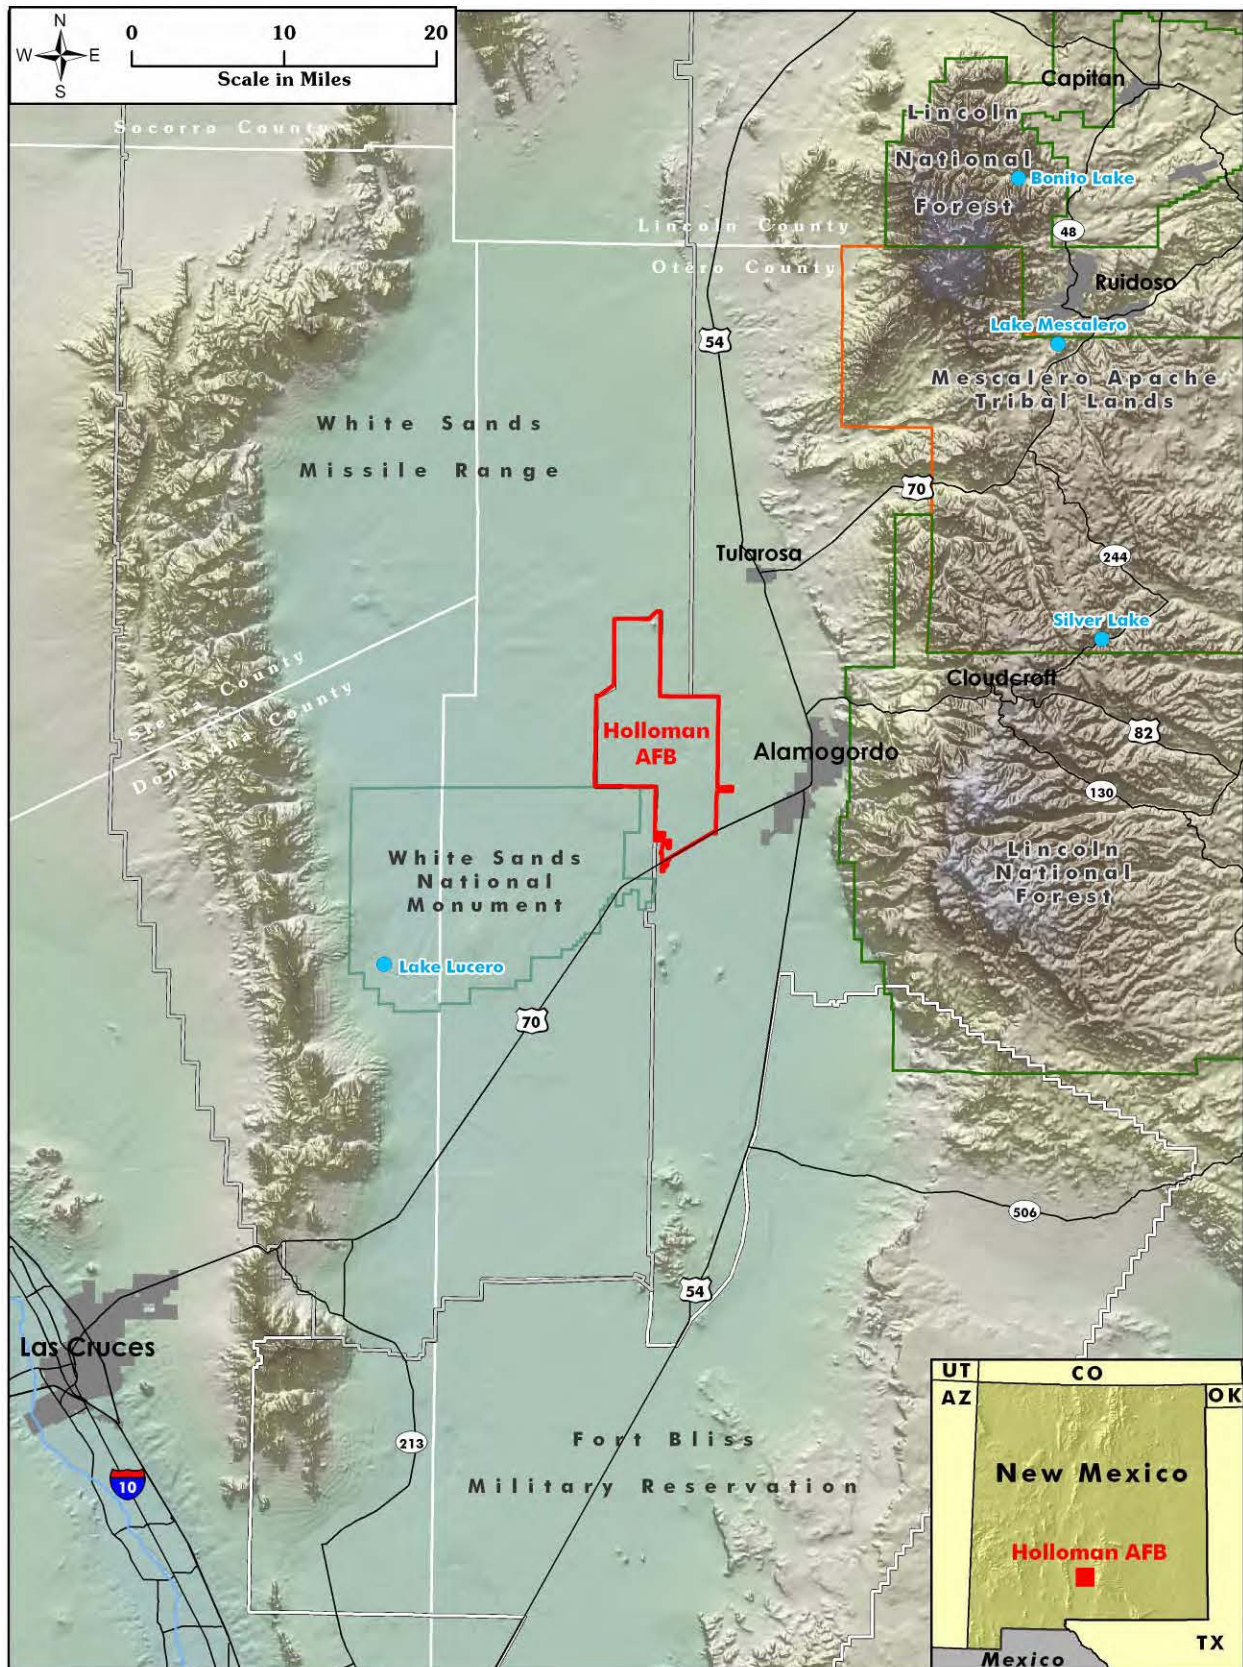 N
W E
S
0 10 20
Scale in Miles
Socorro County
Capitan
Lincoln
National
Forest
Bonito Lake
Lincoln County
Otero County
48
Ruidoso
Lake Mescalero
54
Mescalero Apache
Tribal Lands
White Sands
Missile Range
70
Tularosa
244
Silver Lake
Cloudcroft
Sierra County
Dona Ana County
Holloman
AFB
Alamogordo
82
130
White Sands
National
Monument
Lincoln
National
Forest
Lake Lucero
70
506
54
Las Cruces
213
10
Fort Bliss
Military Reservation
UT
CO
AZ
OK
New Mexico
Holloman AFB
TX
Mexico